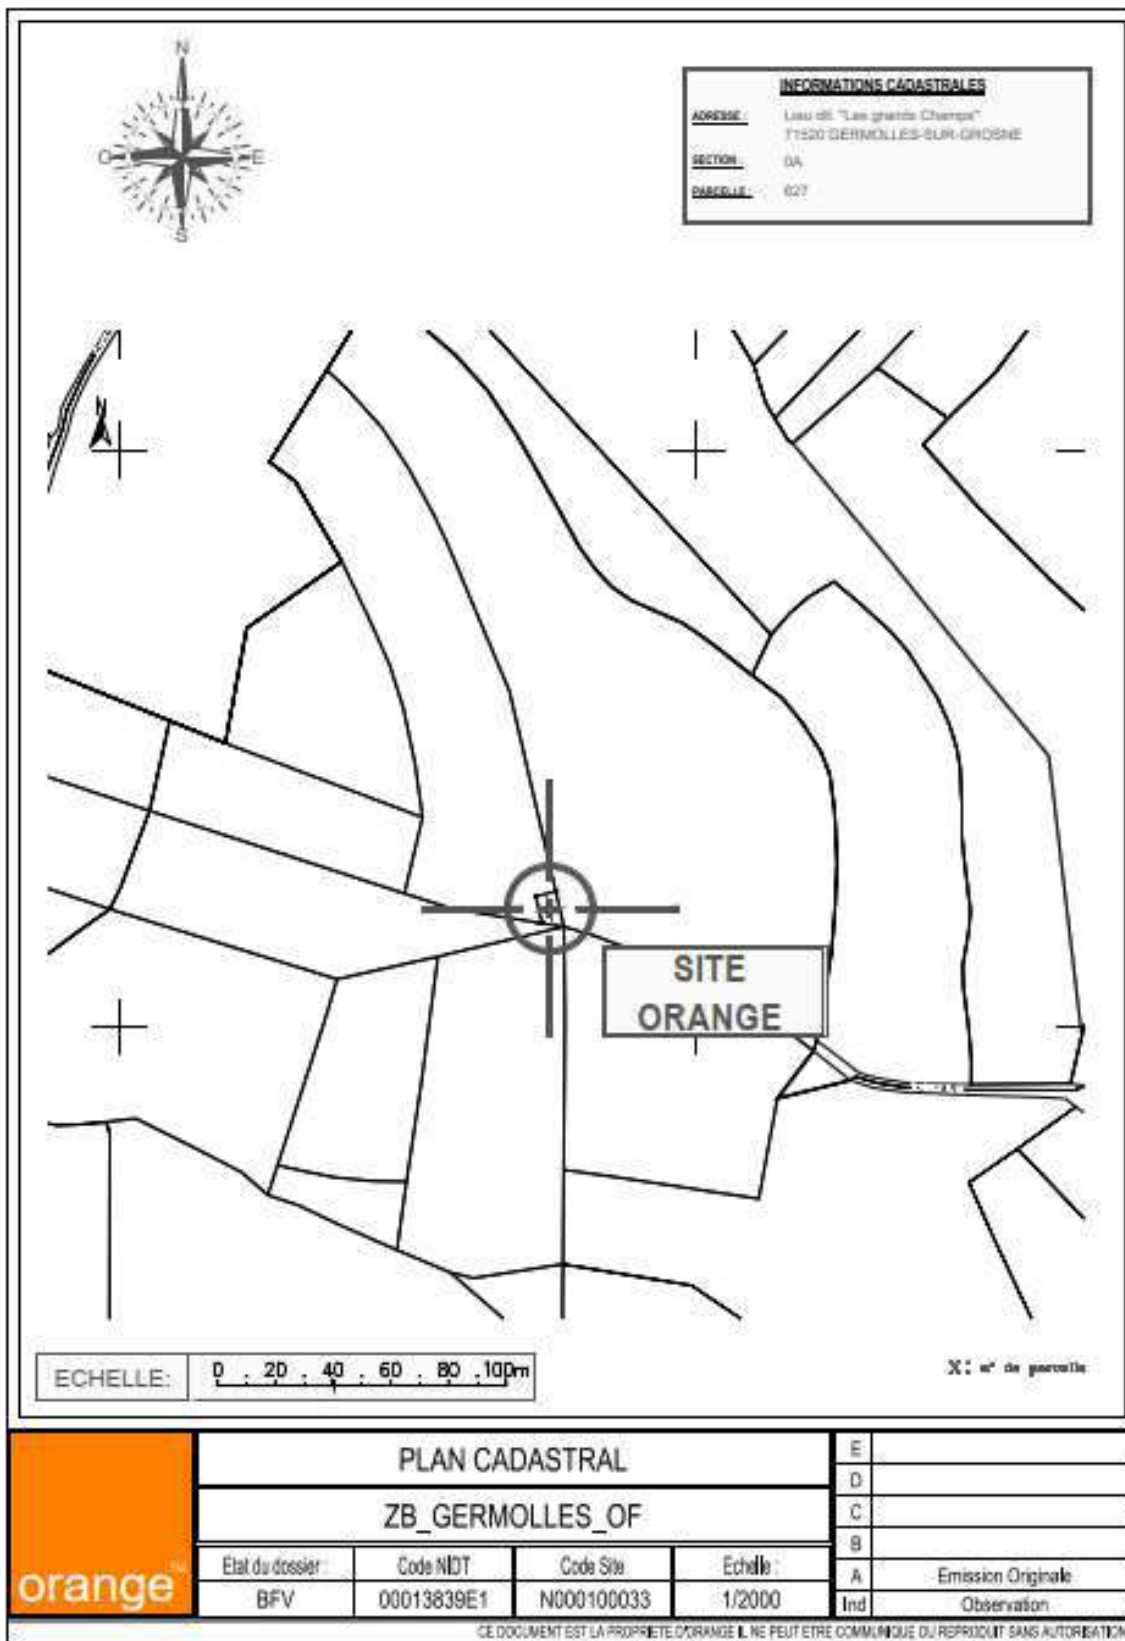 N
O
E
S
INFORMATIONS CADASTRALES
ADRESSE : Lieu dit "Les grands Champs"
71520 GERMOLLES-SUR-GROSNE
SECTION : 0A
PARCELLE : 627
N
SITE
ORANGE
ECHELLE: 0 20 40 60 80 100m
X: n° de parcelle
PLAN CADASTRAL
ZB_GERMOLLES_OF
Etat du dossier : Code NIDT Code Site Echelle :
BFV 00013839E1 N000100033 1/2000
E
D
C
B
A Emission Originale
Ind Observation
orange™
CE DOCUMENT EST LA PROPRIETE D'ORANGE IL NE PEUT ETRE COMMUNIQUE OU REPRODUIT SANS AUTORISATION